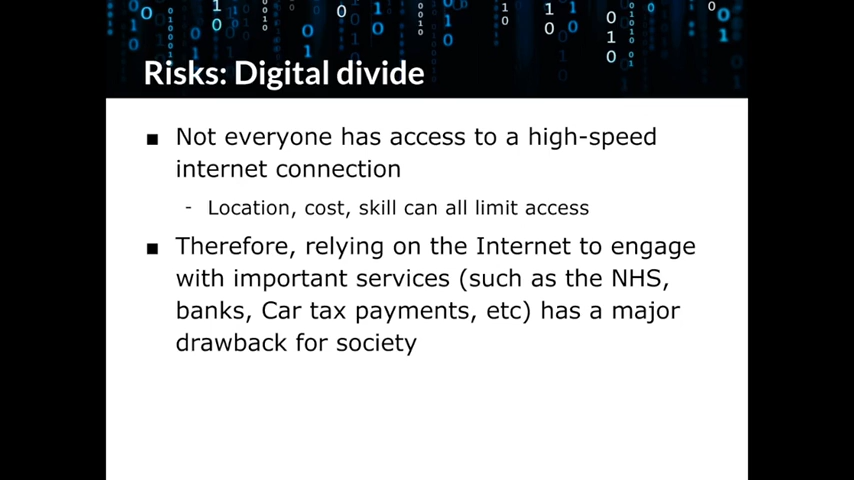 Risks: Digital divide
■ Not everyone has access to a high-speed
internet connection
- Location, cost, skill can all limit access
■ Therefore, relying on the Internet to engage
with important services (such as the NHS,
banks, Car tax payments, etc) has a major
drawback for society